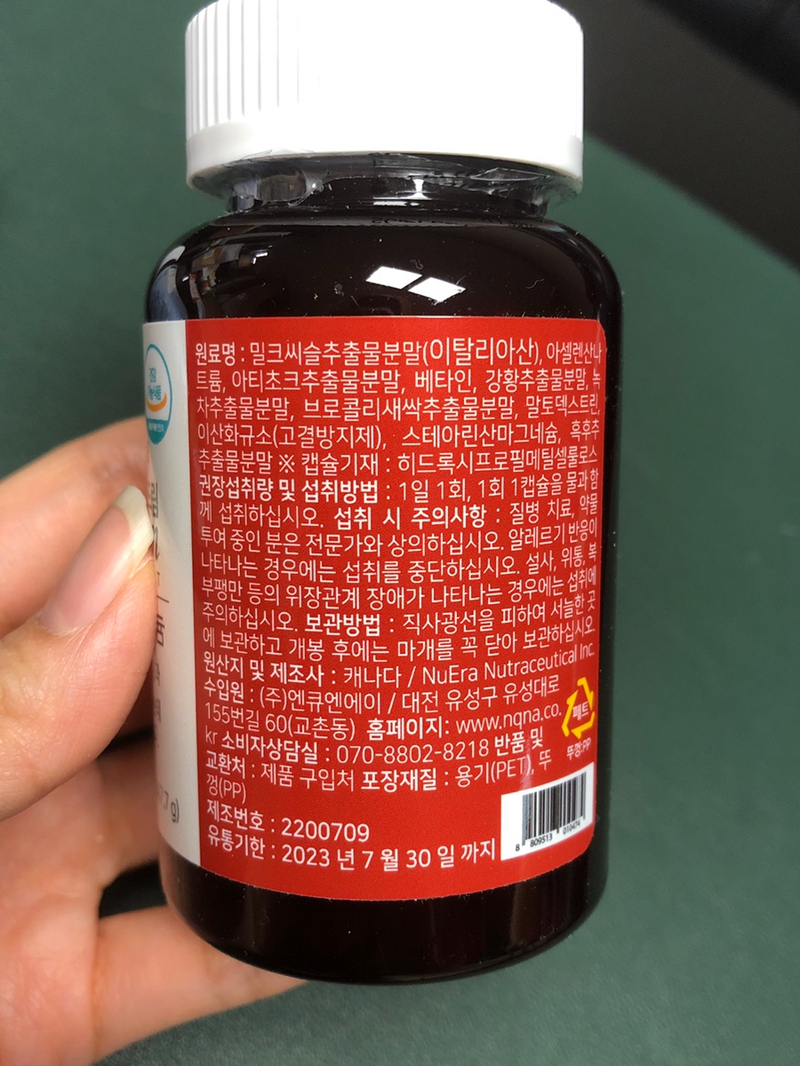 원료명 : 밀크씨슬추출물분말(이탈리아산), 아셀렌산나
트륨, 아티초크추출물분말, 베타인, 강황추출물분말, 녹
차추출물분말, 브로콜리새싹추출물분말, 말토덱스트린,
이산화규소(고결방지제), 스테아린산마그네슘, 흑후추
추출물분말 ※ 캡슐기재 : 히드록시프로필메틸셀룰로스
권장섭취량 및 섭취방법 : 1일 1회, 1회 1캡슐을 물과 함
께 섭취하십시오. 섭취 시 주의사항 : 질병 치료, 약물
투여 중인 분은 전문가와 상의하십시오. 알레르기 반응이
나타나는 경우에는 섭취를 중단하십시오. 설사, 위통, 복
부팽만 등의 위장관계 장애가 나타나는 경우에는 섭취에
주의하십시오. 보관방법 : 직사광선을 피하여 서늘한 곳
에 보관하고 개봉 후에는 마개를 꼭 닫아 보관하십시오.
원산지 및 제조사 : 캐나다 / NuEra Nutraceutical Inc.
수입원 : (주)엔큐엔에이 / 대전 유성구 유성대로
155번길 60(교촌동) 홈페이지: www.nqna.co.
kr 소비자상담실 : 070-8802-8218 반품 및
교환처 : 제품 구입처 포장재질 : 용기(PET), 뚜
껑(PP)
제조번호 : 2200709
유통기한 : 2023 년 7 월 30 일 까지
페트
뚜껑:PP
8 809513 010424